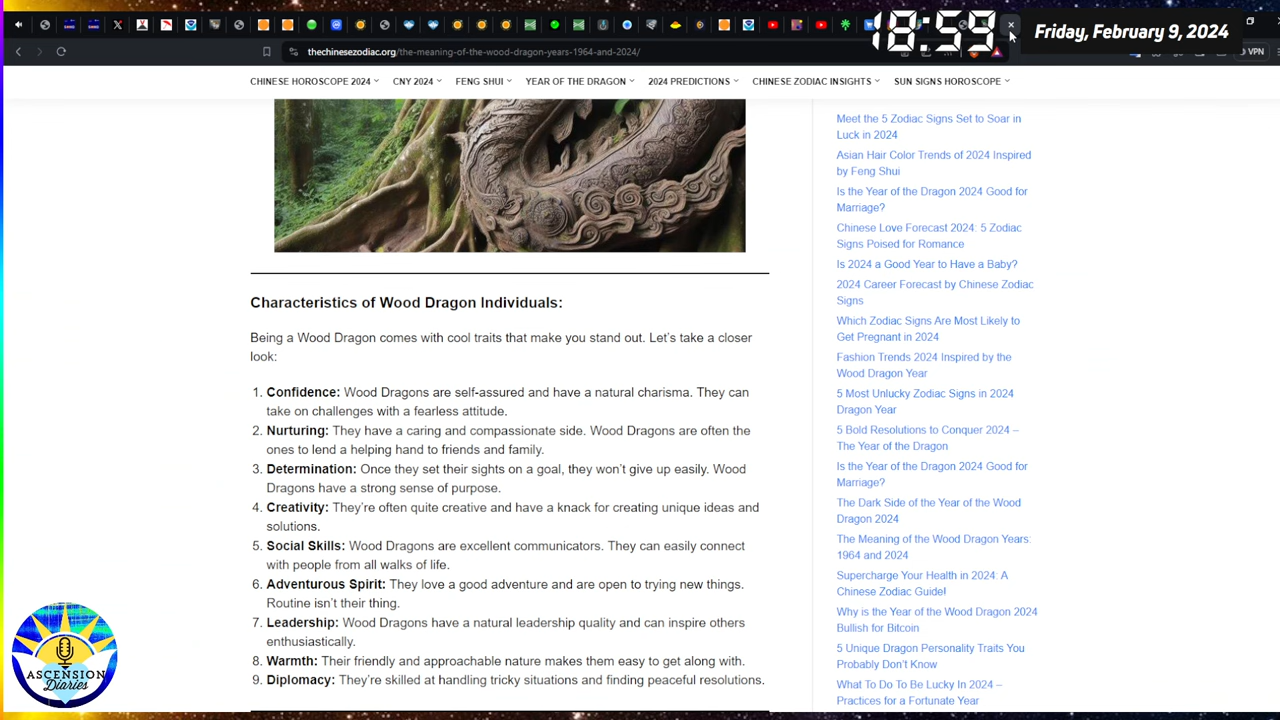 18:59
Friday, February 9, 2024
thechinesezodiac.org/the-meaning-of-the-wood-dragon-years-1964-and-2024/
VPN
CHINESE HOROSCOPE 2024
CNY 2024
FENG SHUI
YEAR OF THE DRAGON
2024 PREDICTIONS
CHINESE ZODIAC INSIGHTS
SUN SIGNS HOROSCOPE
Characteristics of Wood Dragon Individuals:
Being a Wood Dragon comes with cool traits that make you stand out. Let's take a closer
look:
1. Confidence: Wood Dragons are self-assured and have a natural charisma. They can
take on challenges with a fearless attitude.
2. Nurturing: They have a caring and compassionate side. Wood Dragons are often the
ones to lend a helping hand to friends and family.
3. Determination: Once they set their sights on a goal, they won't give up easily. Wood
Dragons have a strong sense of purpose.
4. Creativity: They're often quite creative and have a knack for creating unique ideas and
solutions.
5. Social Skills: Wood Dragons are excellent communicators. They can easily connect
with people from all walks of life.
6. Adventurous Spirit: They love a good adventure and are open to trying new things.
Routine isn't their thing.
7. Leadership: Wood Dragons have a natural leadership quality and can inspire others
enthusiastically.
8. Warmth: Their friendly and approachable nature makes them easy to get along with.
9. Diplomacy: They're skilled at handling tricky situations and finding peaceful resolutions.
Meet the 5 Zodiac Signs Set to Soar in
Luck in 2024
Asian Hair Color Trends of 2024 Inspired
by Feng Shui
Is the Year of the Dragon 2024 Good for
Marriage?
Chinese Love Forecast 2024: 5 Zodiac
Signs Poised for Romance
Is 2024 a Good Year to Have a Baby?
2024 Career Forecast by Chinese Zodiac
Signs
Which Zodiac Signs Are Most Likely to
Get Pregnant in 2024
Fashion Trends 2024 Inspired by the
Wood Dragon Year
5 Most Unlucky Zodiac Signs in 2024
Dragon Year
5 Bold Resolutions to Conquer 2024 –
The Year of the Dragon
Is the Year of the Dragon 2024 Good for
Marriage?
The Dark Side of the Year of the Wood
Dragon 2024
The Meaning of the Wood Dragon Years:
1964 and 2024
Supercharge Your Health in 2024: A
Chinese Zodiac Guide!
Why is the Year of the Wood Dragon 2024
Bullish for Bitcoin
5 Unique Dragon Personality Traits You
Probably Don't Know
What To Do To Be Lucky In 2024 –
Practices for a Fortunate Year
ASCENSION
Diaries